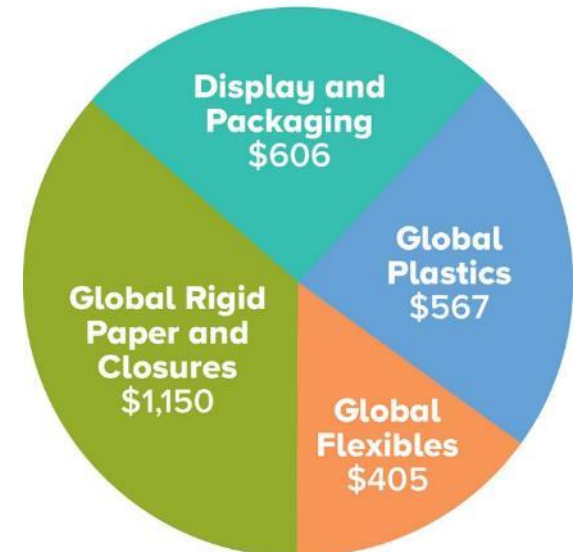 Display and
Packaging
$606
Global
Plastics
$567
Global Rigid
Paper and
Closures
$1,150
Global
Flexibles
$405